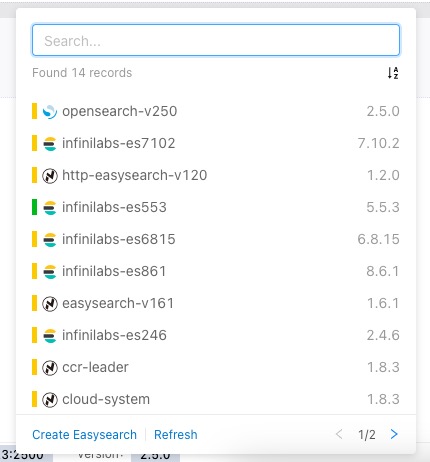 Search...
Found 14 records
opensearch-v250 2.5.0
infinilabs-es7102 7.10.2
http-easysearch-v120 1.2.0
infinilabs-es553 5.5.3
infinilabs-es6815 6.8.15
infinilabs-es861 8.6.1
easysearch-v161 1.6.1
infinilabs-es246 2.4.6
ccr-leader 1.8.3
cloud-system 1.8.3
Create Easysearch Refresh 1/2
3:2500 Version: 2.5.0